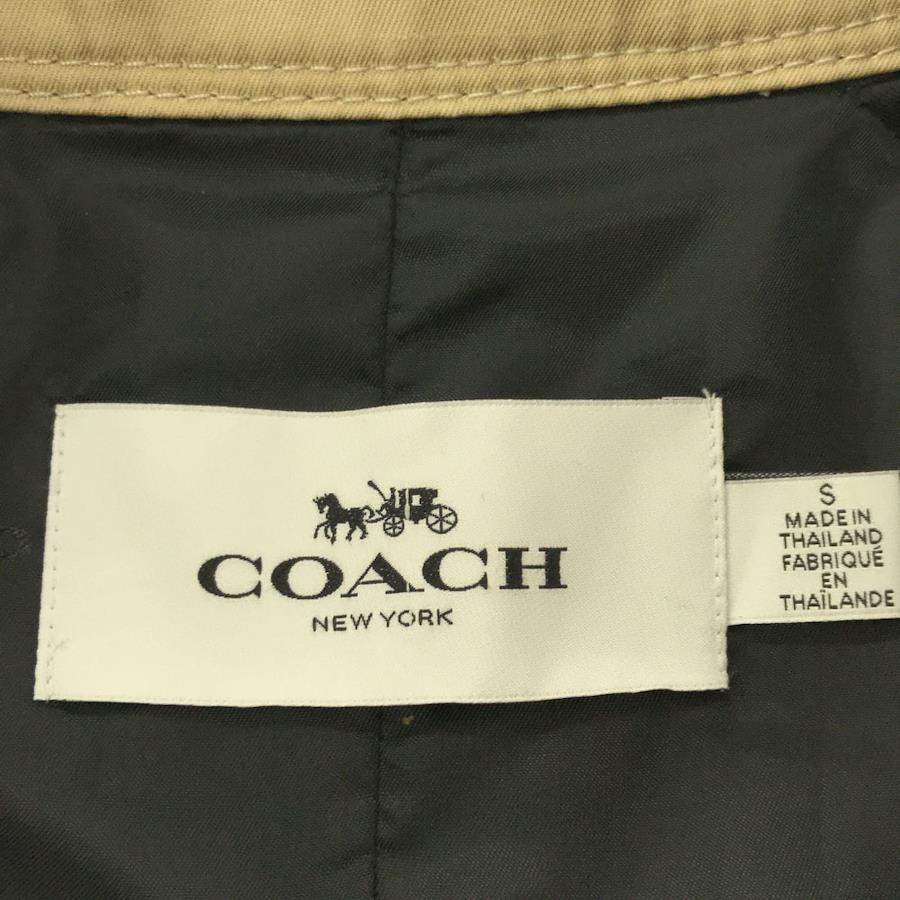 COACH
NEW YORK
S
MADE IN
THAILAND
FABRIQUÉ
EN
THAÏLANDE